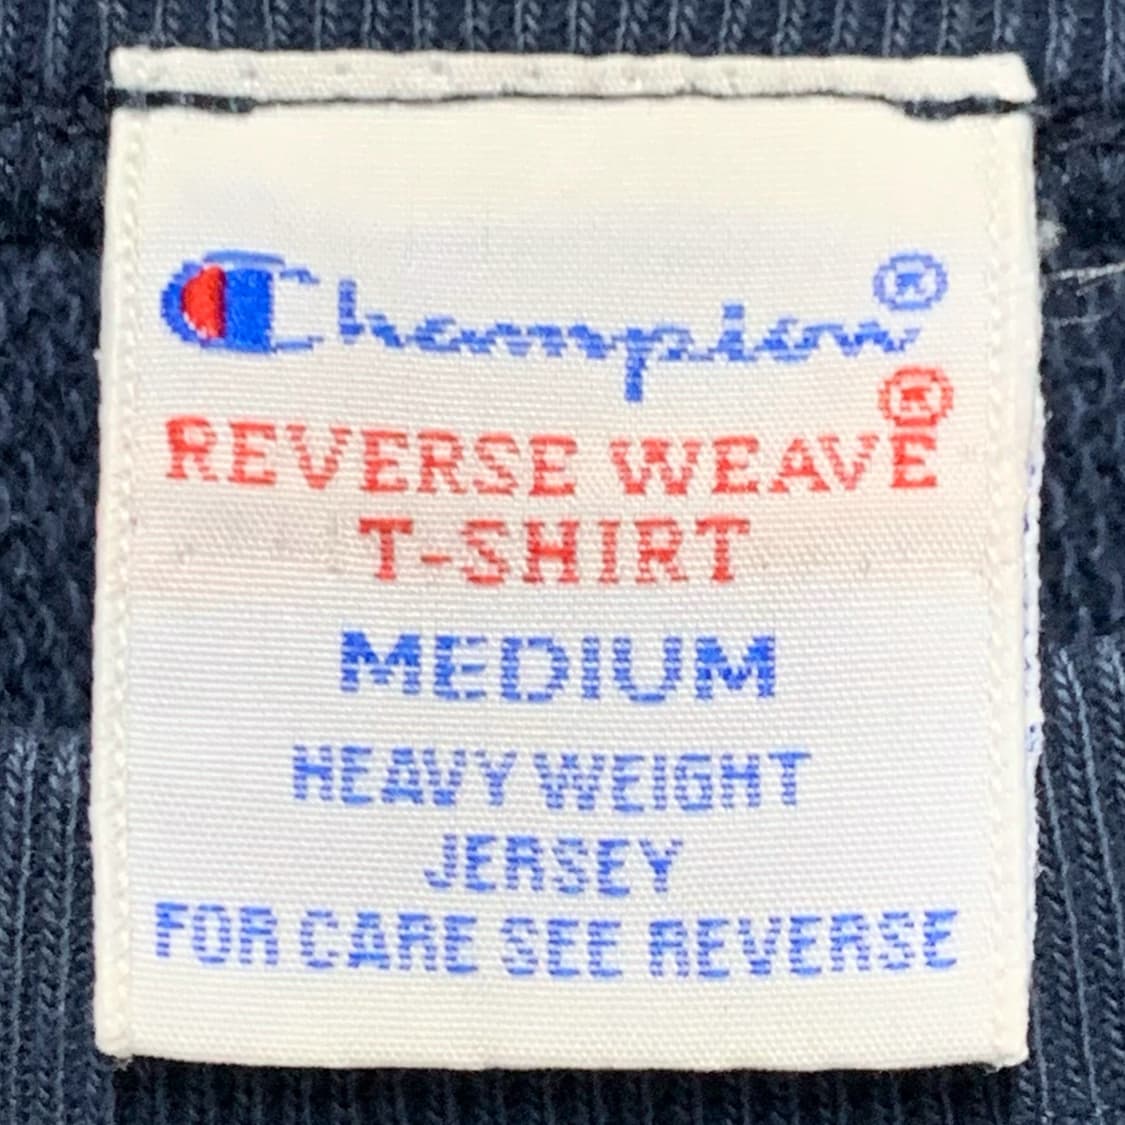 Champion®
REVERSE WEAVE®
T-SHIRT
MEDIUM
HEAVY WEIGHT
JERSEY
FOR CARE SEE REVERSE